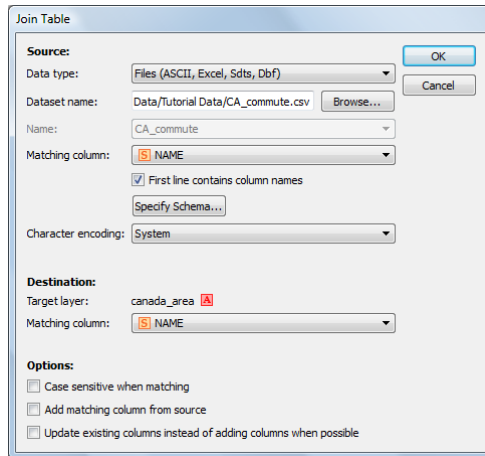 Join Table
Source:
OK
Data type: Files (ASCII, Excel, Sdts, Dbf)
Cancel
Dataset name: Data/Tutorial Data/CA_commute.csv Browse...
Name: CA_commute
Matching column: S NAME
First line contains column names
Specify Schema...
Character encoding: System
Destination:
Target layer: canada_area A
Matching column: S NAME
Options:
Case sensitive when matching
Add matching column from source
Update existing columns instead of adding columns when possible